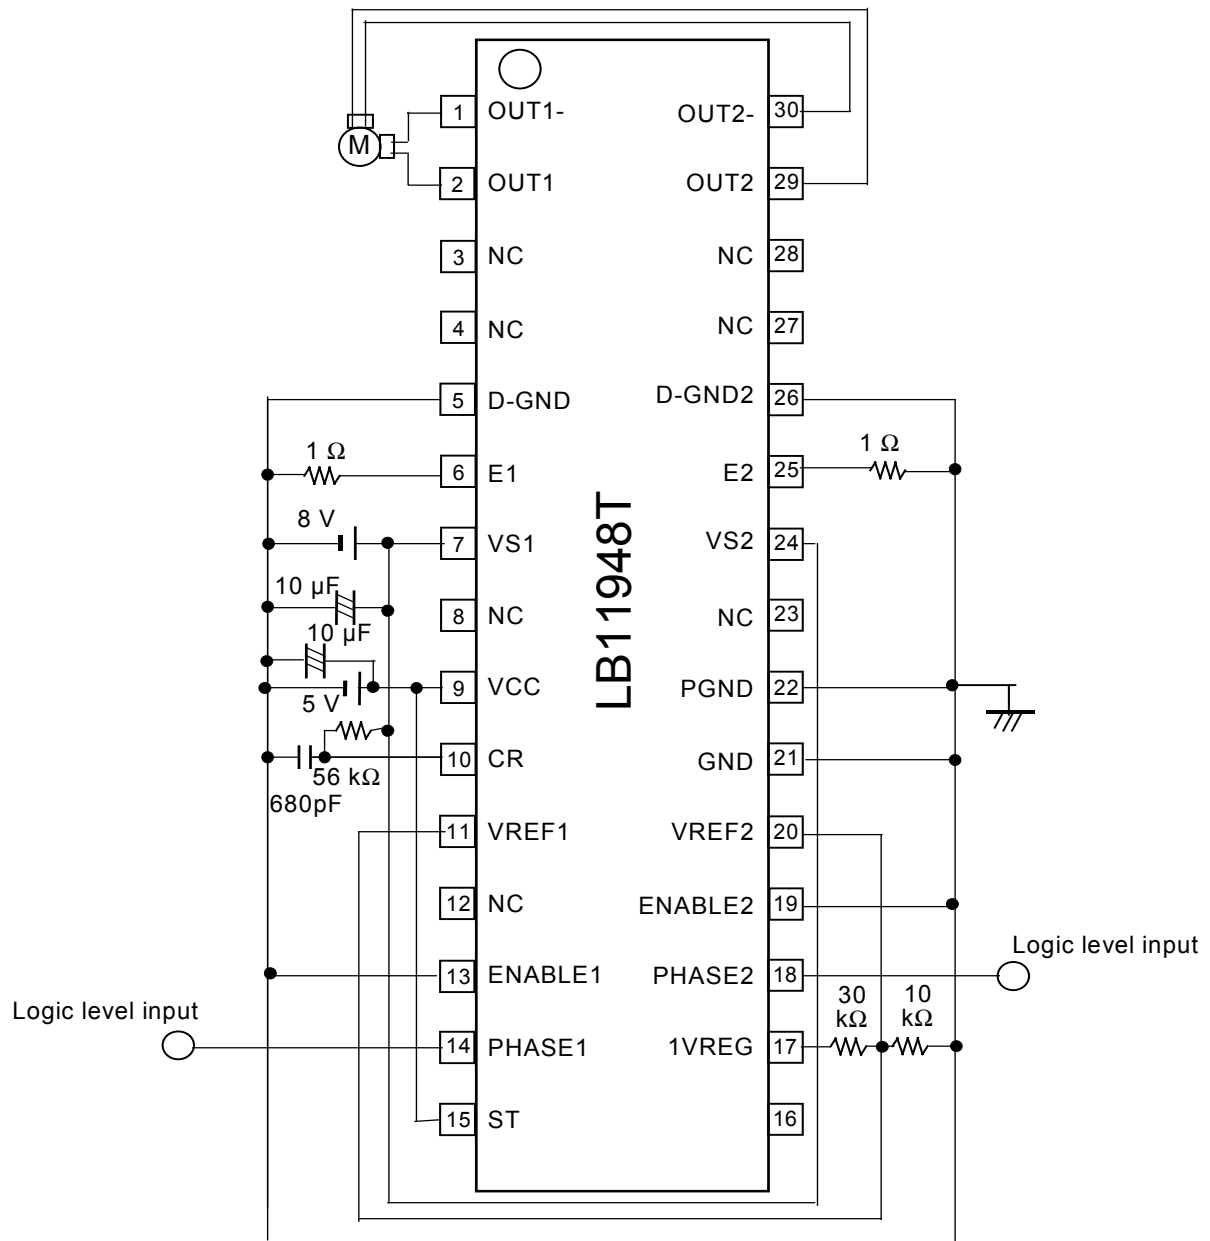 M
1 OUT1-
OUT2- 30
2 OUT1
OUT2 29
3 NC
NC 28
4 NC
NC 27
5 D-GND
D-GND2 26
1 Ω
6 E1
1 Ω
E2 25
8 V
7 VS1
VS2 24
10 µF
8 NC
NC 23
10 µF
9 VCC
PGND 22
5 V
10 CR
GND 21
56 kΩ
680pF
11 VREF1
VREF2 20
12 NC
ENABLE2 19
Logic level input
13 ENABLE1
PHASE2 18
Logic level input
30
kΩ
10
kΩ
14 PHASE1
1VREG 17
15 ST
16
LB11948T